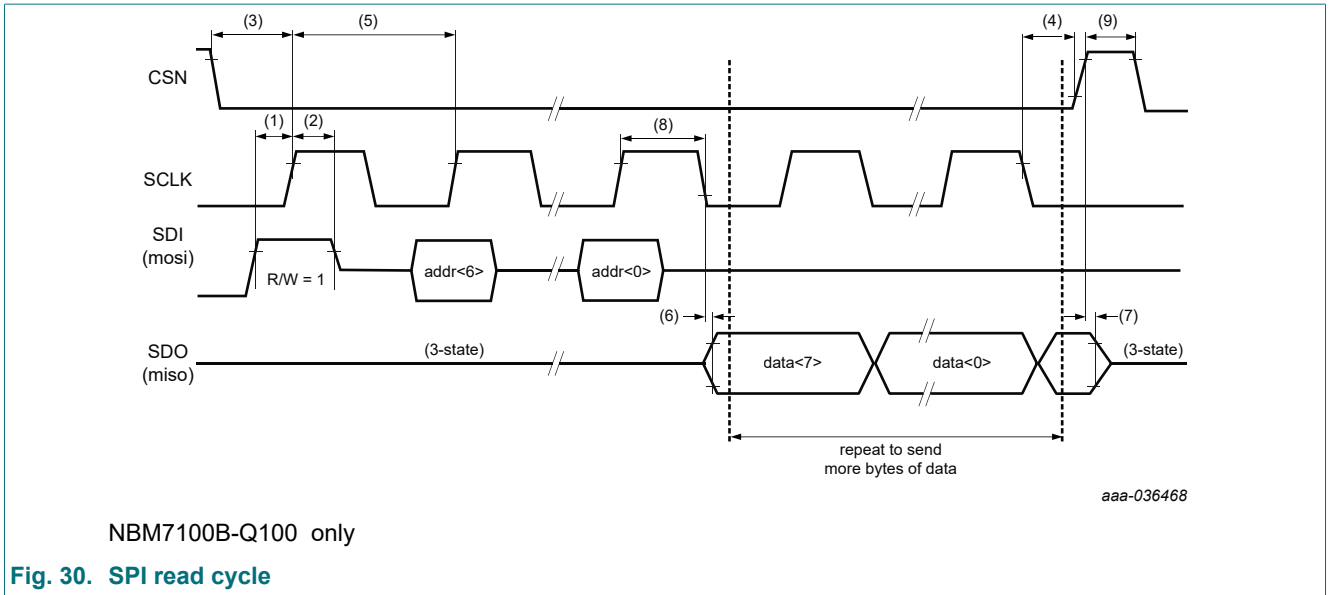 (3)
(5)
(4)
(9)
CSN
(1)
(2)
(8)
SCLK
SDI
(mosi)
R/W = 1
addr<6>
addr<0>
(6)
(7)
SDO
(miso)
(3-state)
data<7>
data<0>
(3-state)
repeat to send
more bytes of data
aaa-036468
NBM7100B-Q100 only
Fig. 30. SPI read cycle